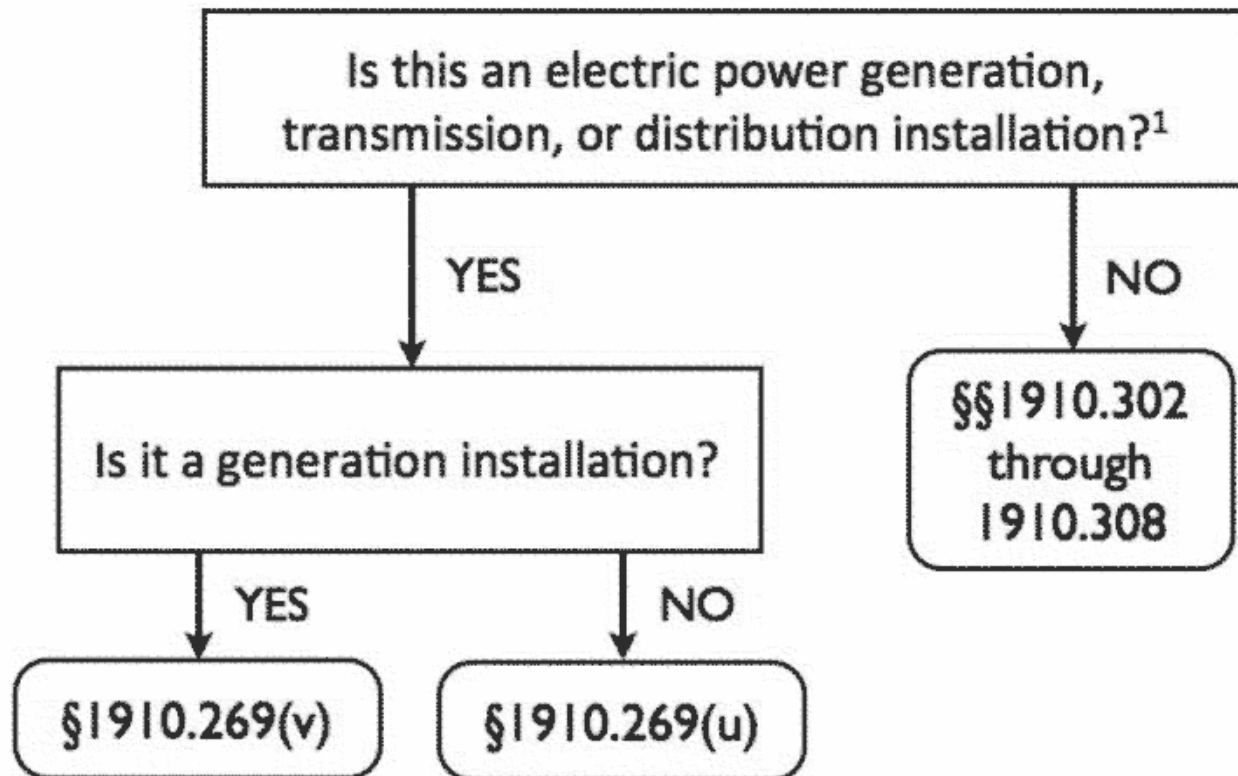 Is this an electric power generation,
transmission, or distribution installation?¹
YES
NO
Is it a generation installation?
§§1910.302
through
1910.308
YES
NO
§1910.269(v)
§1910.269(u)